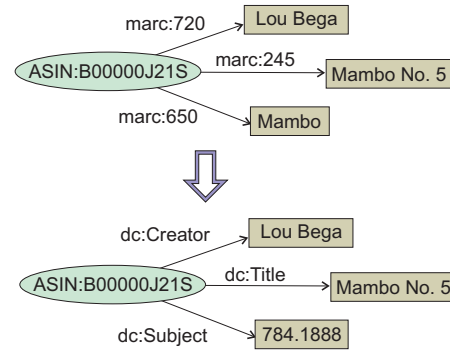 marc:720
Lou Bega
marc:245
ASIN:B00000J21S
Mambo No. 5
marc:650
Mambo
dc:Creator
Lou Bega
dc:Title
ASIN:B00000J21S
Mambo No. 5
dc:Subject
784.1888